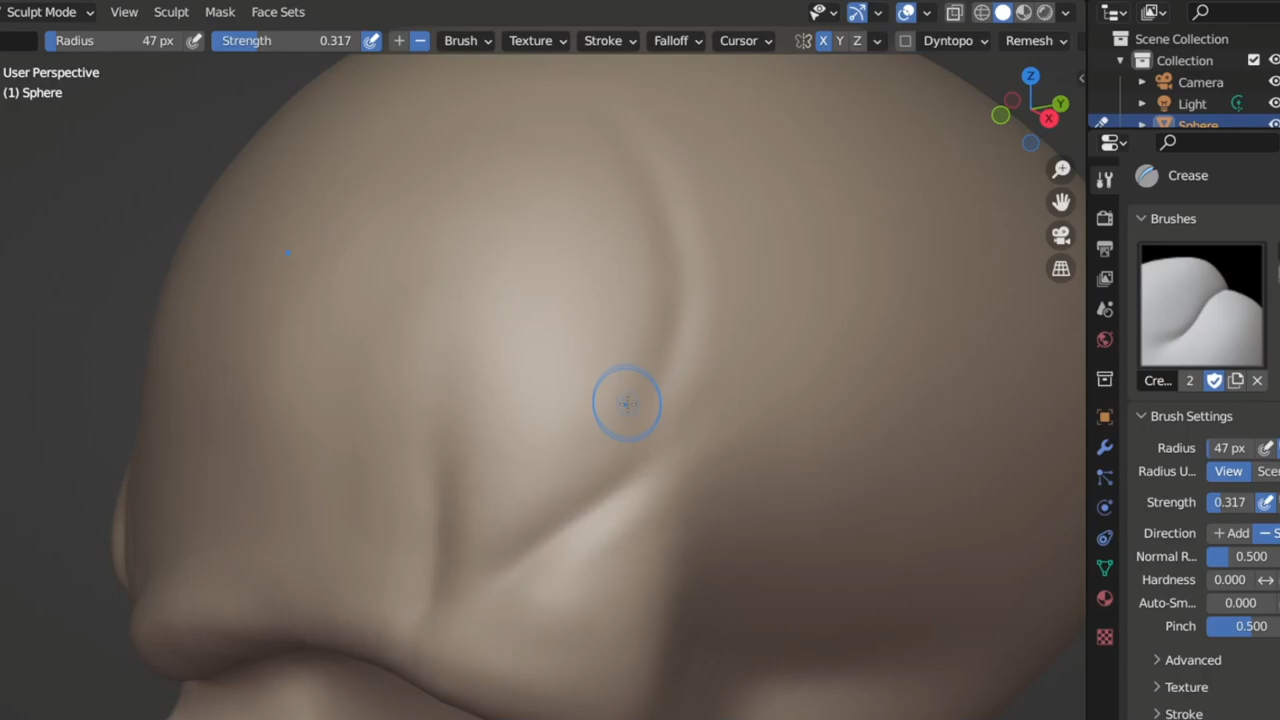 Sculpt Mode View Sculpt Mask Face Sets
Radius 47 px Strength 0.317 Brush Texture Stroke Falloff Cursor X Y Z Dyntopo Remesh
User Perspective
(1) Sphere
Z
Y
X
Scene Collection
Collection
Camera
Light
Sphere
Crease
Brushes
Cre... 2
Brush Settings
Radius 47 px
Radius U... View Scen
Strength 0.317
Direction + Add − S
Normal R... 0.500
Hardness 0.000
Auto-Sm... 0.000
Pinch 0.500
Advanced
Texture
Stroke